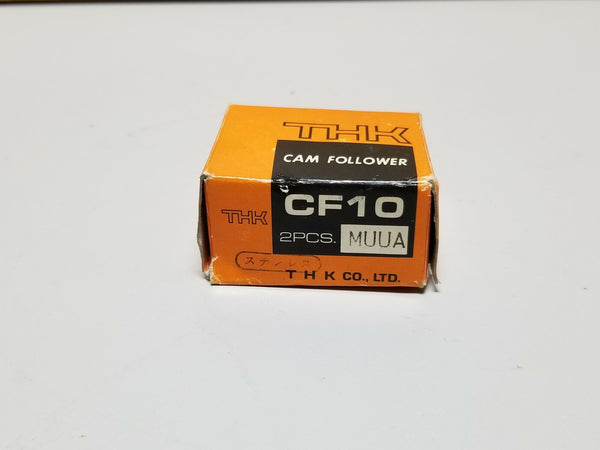 THK
CAM FOLLOWER
THK
CF10
2PCS. MUUA
ステンレス
THK CO., LTD.